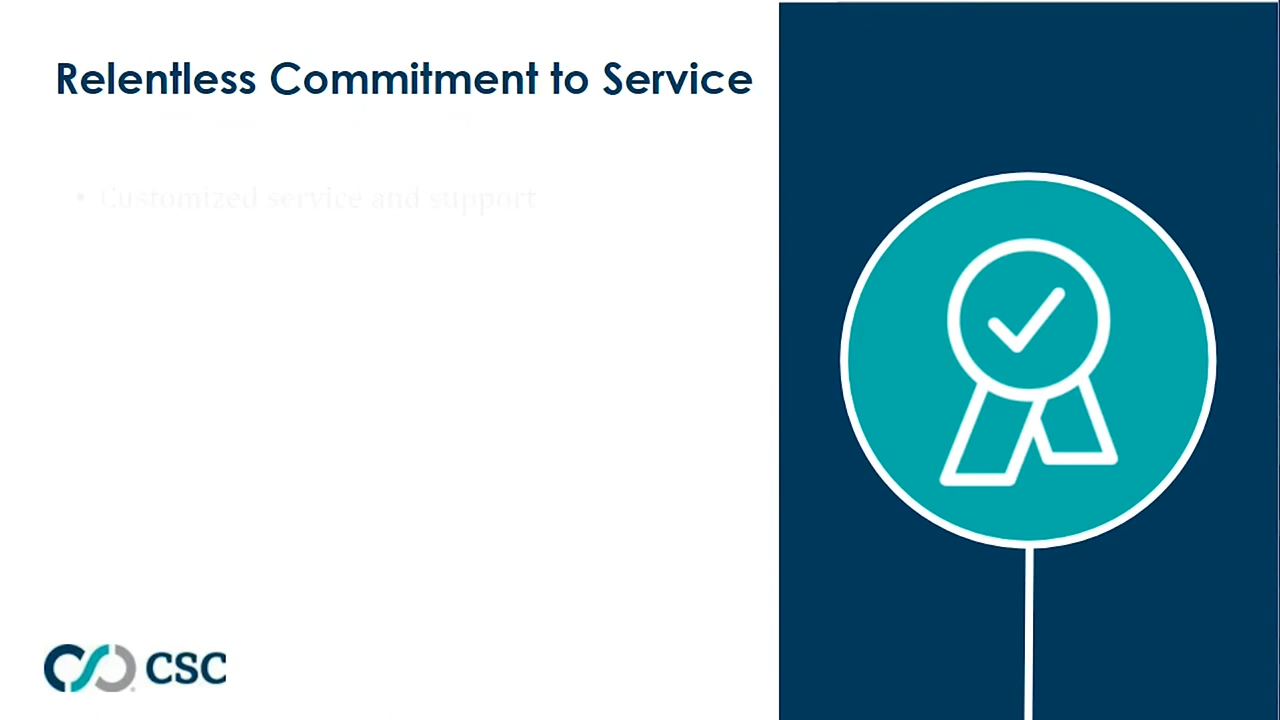 Relentless Commitment to Service
• Customized service and support
CSC